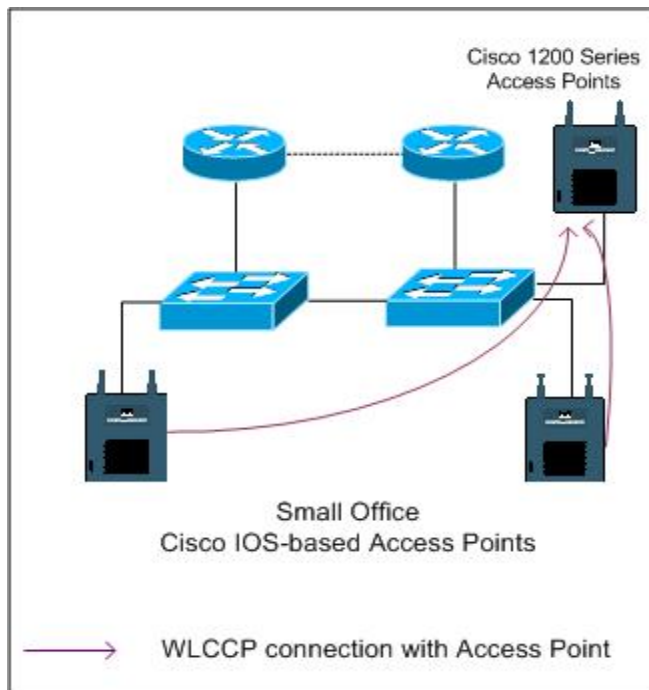 Cisco 1200 Series
Access Points
Small Office
Cisco IOS-based Access Points
WLCCP connection with Access Point